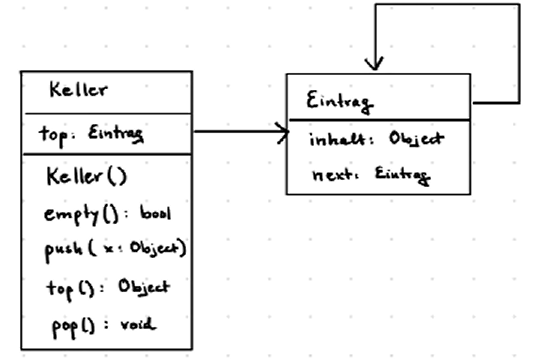 Keller
top: Eintrag
Keller()
empty(): bool
push( x: Object)
top(): Object
pop(): void
Eintrag
inhalt: Object
next: Eintrag